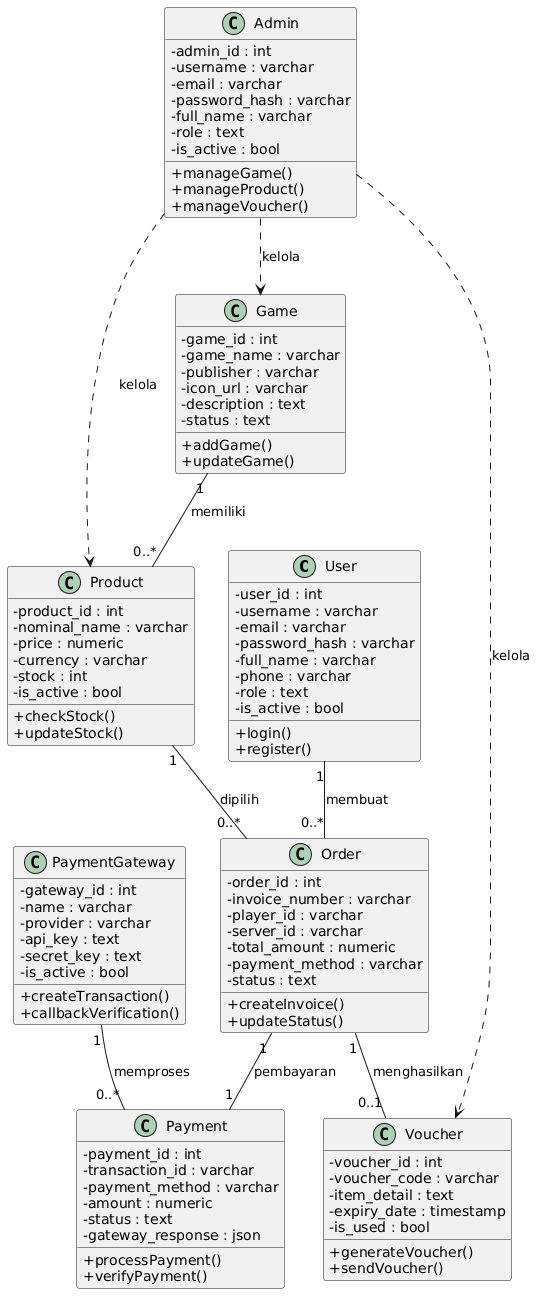 C Admin
-admin_id : int
-username : varchar
-email : varchar
-password_hash : varchar
-full_name : varchar
-role : text
-is_active : bool
+manageGame()
+manageProduct()
+manageVoucher()
kelola
C Game
-game_id : int
-game_name : varchar
-publisher : varchar
-icon_url : varchar
-description : text
-status : text
+addGame()
+updateGame()
kelola
1
memiliki
0..*
C Product
-product_id : int
-nominal_name : varchar
-price : numeric
-currency : varchar
-stock : int
-is_active : bool
+checkStock()
+updateStock()
C User
-user_id : int
-username : varchar
-email : varchar
-password_hash : varchar
-full_name : varchar
-phone : varchar
-role : text
-is_active : bool
+login()
+register()
kelola
1
dipilih
0..*
1
membuat
0..*
C PaymentGateway
-gateway_id : int
-name : varchar
-provider : varchar
-api_key : text
-secret_key : text
-is_active : bool
+createTransaction()
+callbackVerification()
C Order
-order_id : int
-invoice_number : varchar
-player_id : varchar
-server_id : varchar
-total_amount : numeric
-payment_method : varchar
-status : text
+createInvoice()
+updateStatus()
1
memproses
0..*
1
pembayaran
1
1
menghasilkan
0..1
C Payment
-payment_id : int
-transaction_id : varchar
-payment_method : varchar
-amount : numeric
-status : text
-gateway_response : json
+processPayment()
+verifyPayment()
C Voucher
-voucher_id : int
-voucher_code : varchar
-item_detail : text
-expiry_date : timestamp
-is_used : bool
+generateVoucher()
+sendVoucher()